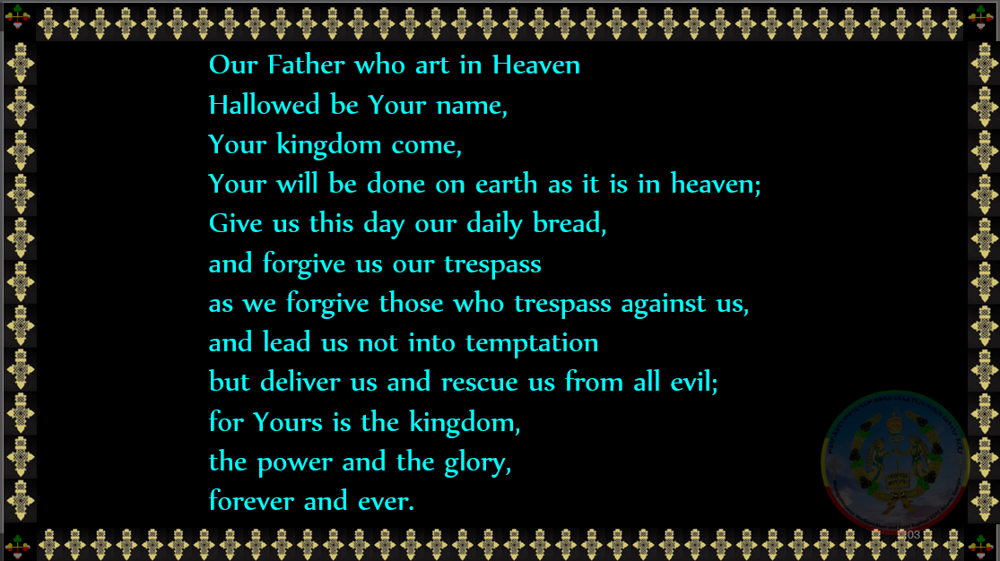 Our Father who art in Heaven
Hallowed be Your name,
Your kingdom come,
Your will be done on earth as it is in heaven;
Give us this day our daily bread,
and forgive us our trespass
as we forgive those who trespass against us,
and lead us not into temptation
but deliver us and rescue us from all evil;
for Yours is the kingdom,
the power and the glory,
forever and ever.